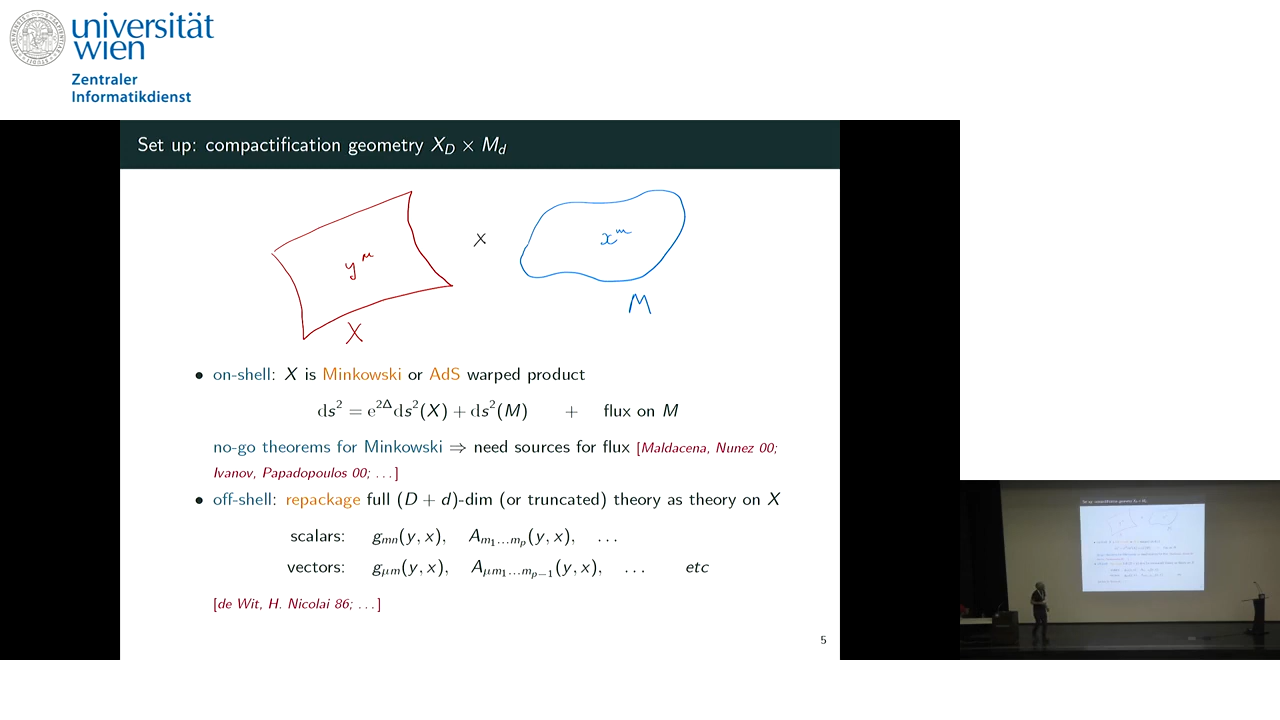 universität
wien
Zentraler
Informatikdienst
Set up: compactification geometry X_D × M_d
y^μ
×
x^m
X
M
• on-shell: X is Minkowski or AdS warped product
ds² = e^{2Δ}ds²(X) + ds²(M) + flux on M
no-go theorems for Minkowski ⇒ need sources for flux [Maldacena, Nunez 00;
Ivanov, Papadopoulos 00; ...]
• off-shell: repackage full (D + d)-dim (or truncated) theory as theory on X
scalars: g_{mn}(y, x), A_{m_1...m_p}(y, x), ...
vectors: g_{μm}(y, x), A_{μm_1...m_{p−1}}(y, x), ... etc
[de Wit, H. Nicolai 86; ...]
5